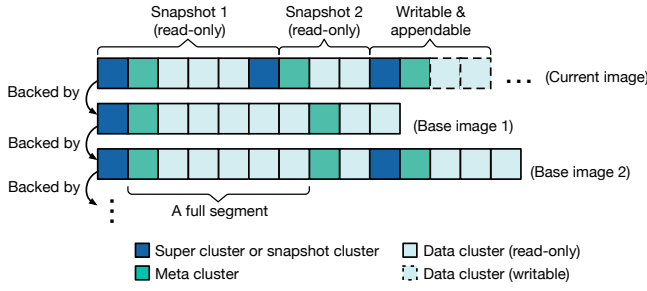 Snapshot 1
(read-only)
Snapshot 2
(read-only)
Writable &
appendable
... (Current image)
Backed by
(Base image 1)
Backed by
(Base image 2)
Backed by
A full segment
Super cluster or snapshot cluster
Data cluster (read-only)
Meta cluster
Data cluster (writable)